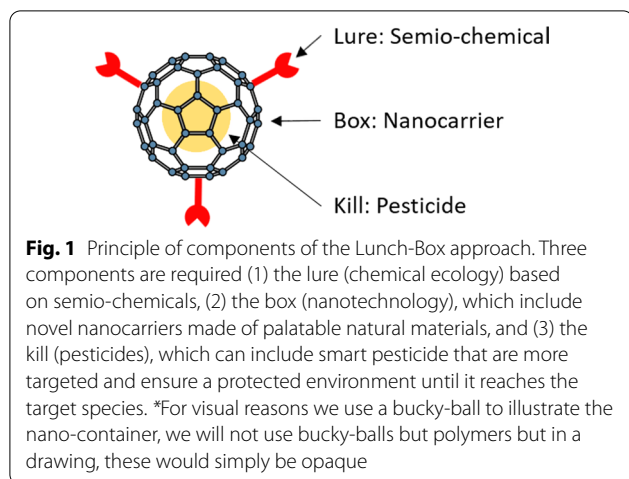 Lure: Semio-chemical
Box: Nanocarrier
Kill: Pesticide
Fig. 1 Principle of components of the Lunch-Box approach. Three
components are required (1) the lure (chemical ecology) based
on semio-chemicals, (2) the box (nanotechnology), which include
novel nanocarriers made of palatable natural materials, and (3) the
kill (pesticides), which can include smart pesticide that are more
targeted and ensure a protected environment until it reaches the
target species. *For visual reasons we use a bucky-ball to illustrate the
nano-container, we will not use bucky-balls but polymers but in a
drawing, these would simply be opaque